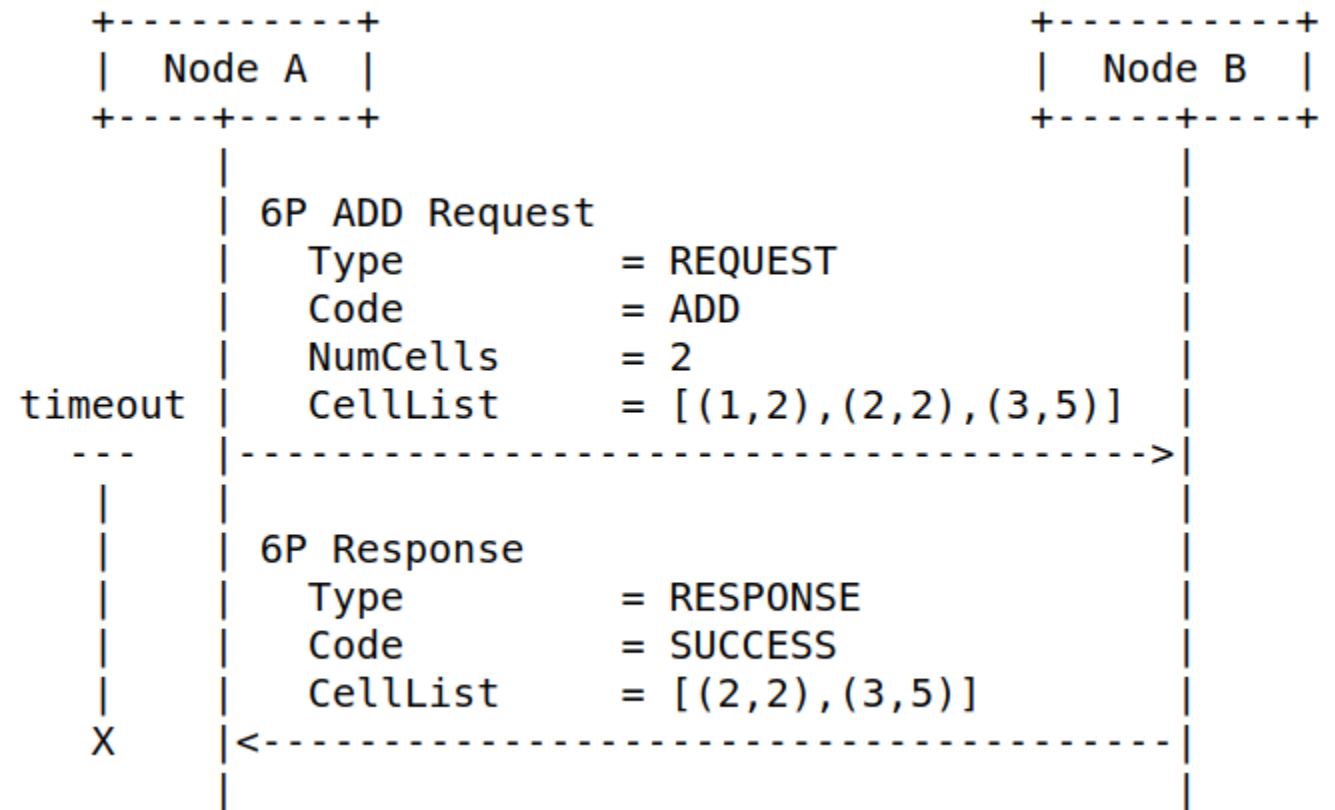 +----------+                           +----------+
|  Node A  |                           |  Node B  |
+----+-----+                           +-----+----+
     |                                       |
     | 6P ADD Request                        |
     |   Type         = REQUEST              |
     |   Code         = ADD                  |
     |   NumCells     = 2                    |
timeout |   CellList     = [(1,2),(2,2),(3,5)]  |
---  |-------------------------------------->|
|    |                                       |
|    | 6P Response                           |
|    |   Type         = RESPONSE             |
|    |   Code         = SUCCESS              |
|    |   CellList     = [(2,2),(3,5)]        |
X    |<--------------------------------------|
     |                                       |